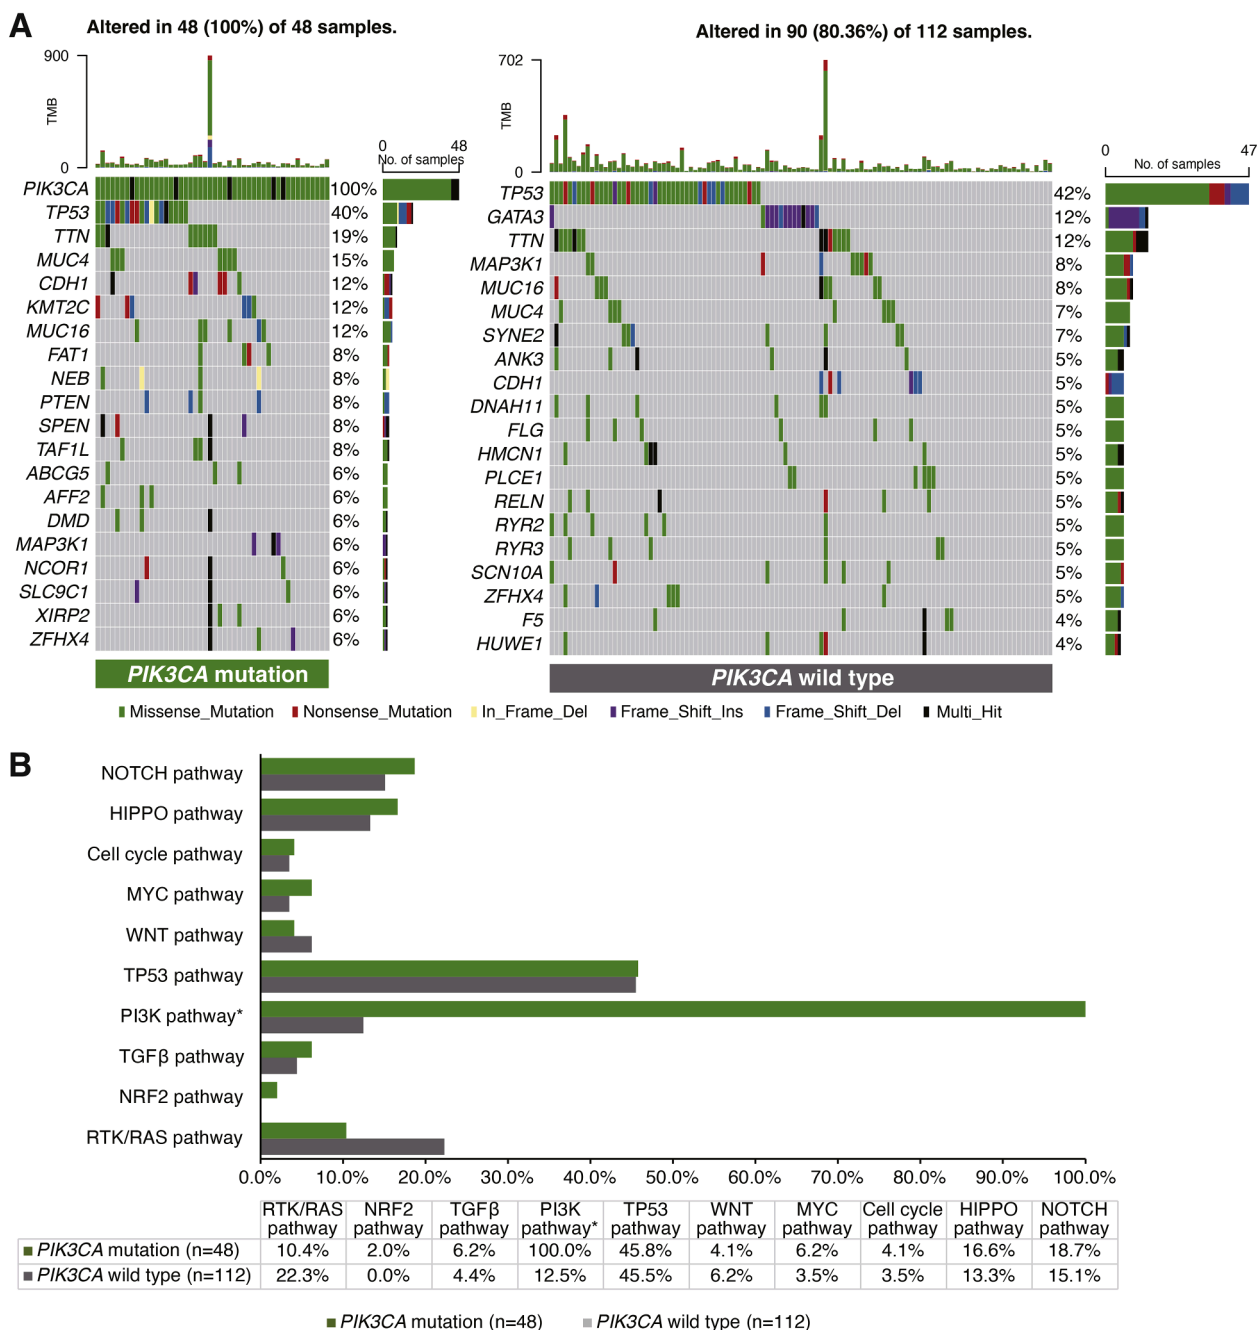 A
Altered in 48 (100%) of 48 samples.
Altered in 90 (80.36%) of 112 samples.
900
TMB
0
0 48
No. of samples
PIK3CA 100%
TP53 40%
TTN 19%
MUC4 15%
CDH1 12%
KMT2C 12%
MUC16 12%
FAT1 8%
NEB 8%
PTEN 8%
SPEN 8%
TAF1L 8%
ABCG5 6%
AFF2 6%
DMD 6%
MAP3K1 6%
NCOR1 6%
SLC9C1 6%
XIRP2 6%
ZFHX4 6%
PIK3CA mutation
702
TMB
0
0 47
No. of samples
TP53 42%
GATA3 12%
TTN 12%
MAP3K1 8%
MUC16 8%
MUC4 7%
SYNE2 7%
ANK3 5%
CDH1 5%
DNAH11 5%
FLG 5%
HMCN1 5%
PLCE1 5%
RELN 5%
RYR2 5%
RYR3 5%
SCN10A 5%
ZFHX4 5%
F5 4%
HUWE1 4%
PIK3CA wild type
Missense_Mutation Nonsense_Mutation In_Frame_Del Frame_Shift_Ins Frame_Shift_Del Multi_Hit
B
NOTCH pathway
HIPPO pathway
Cell cycle pathway
MYC pathway
WNT pathway
TP53 pathway
PI3K pathway*
TGFβ pathway
NRF2 pathway
RTK/RAS pathway
0.0% 10.0% 20.0% 30.0% 40.0% 50.0% 60.0% 70.0% 80.0% 90.0% 100.0%
RTK/RAS NRF2 TGFβ PI3K TP53 WNT MYC Cell cycle HIPPO NOTCH
pathway pathway pathway pathway* pathway pathway pathway pathway pathway pathway
PIK3CA mutation (n=48) 10.4% 2.0% 6.2% 100.0% 45.8% 4.1% 6.2% 4.1% 16.6% 18.7%
PIK3CA wild type (n=112) 22.3% 0.0% 4.4% 12.5% 45.5% 6.2% 3.5% 3.5% 13.3% 15.1%
PIK3CA mutation (n=48) PIK3CA wild type (n=112)